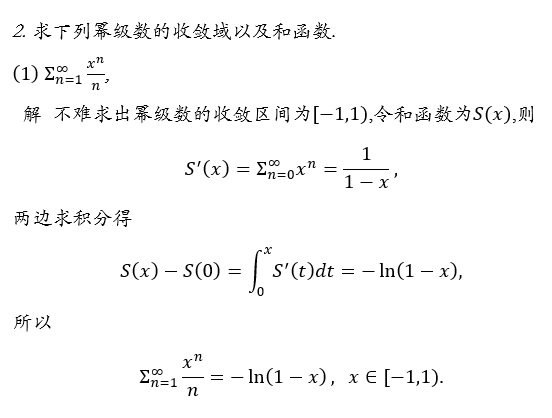 2. 求下列幂级数的收敛域以及和函数.
(1) Σ_{n=1}^{∞} x^n/n,
解 不难求出幂级数的收敛区间为[−1,1),令和函数为S(x),则
S′(x) = Σ_{n=0}^{∞} x^n = 1/(1 − x) ,
两边求积分得
S(x) − S(0) = ∫_0^x S′(t)dt = − ln(1 − x),
所以
Σ_{n=1}^{∞} x^n/n = − ln(1 − x) , x ∈ [−1,1).